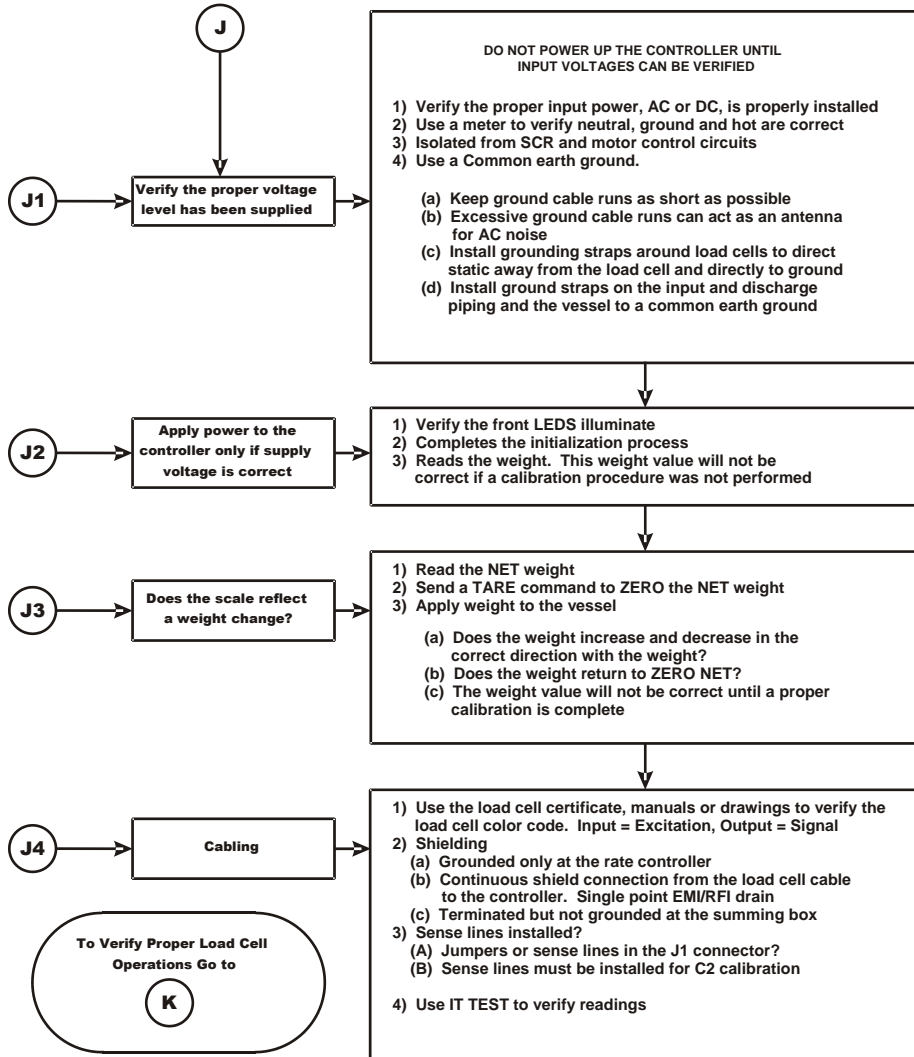 J
DO NOT POWER UP THE CONTROLLER UNTIL
INPUT VOLTAGES CAN BE VERIFIED
J1
Verify the proper voltage
level has been supplied
1) Verify the proper input power, AC or DC, is properly installed
2) Use a meter to verify neutral, ground and hot are correct
3) Isolated from SCR and motor control circuits
4) Use a Common earth ground.
(a) Keep ground cable runs as short as possible
(b) Excessive ground cable runs can act as an antenna
for AC noise
(c) Install grounding straps around load cells to direct
static away from the load cell and directly to ground
(d) Install ground straps on the input and discharge
piping and the vessel to a common earth ground
J2
Apply power to the
controller only if supply
voltage is correct
1) Verify the front LEDS illuminate
2) Completes the initialization process
3) Reads the weight. This weight value will not be
correct if a calibration procedure was not performed
J3
Does the scale reflect
a weight change?
1) Read the NET weight
2) Send a TARE command to ZERO the NET weight
3) Apply weight to the vessel
(a) Does the weight increase and decrease in the
correct direction with the weight?
(b) Does the weight return to ZERO NET?
(c) The weight value will not be correct until a proper
calibration is complete
J4
Cabling
1) Use the load cell certificate, manuals or drawings to verify the
load cell color code. Input = Excitation, Output = Signal
2) Shielding
(a) Grounded only at the rate controller
(b) Continuous shield connection from the load cell cable
to the controller. Single point EMI/RFI drain
(c) Terminated but not grounded at the summing box
3) Sense lines installed?
(A) Jumpers or sense lines in the J1 connector?
(B) Sense lines must be installed for C2 calibration
4) Use IT TEST to verify readings
To Verify Proper Load Cell
Operations Go to
K